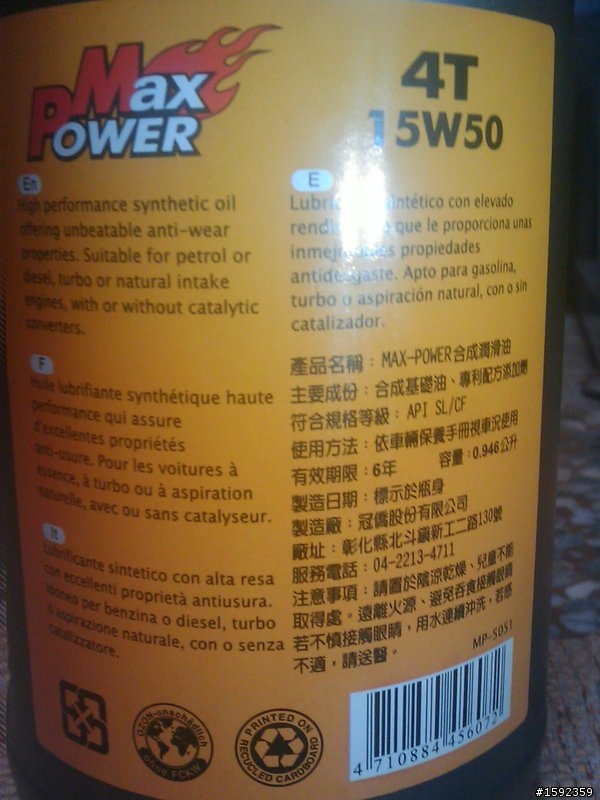 Max
POWER
4T
15W50
En
High performance synthetic oil
offering unbeatable anti-wear
properties. Suitable for petrol or
diesel, turbo or natural intake
engines, with or without catalytic
converters.
F
Huile lubrifiante synthétique haute
performance qui assure
d'excellentes propriétés
anti-usure. Pour les voitures à
essence, à turbo ou à aspiration
naturelle, avec ou sans catalyseur.
It
Lubrificante sintetico con alta resa
con eccellenti proprietà antiusura.
Idoneo per benzina o diesel, turbo
o aspirazione naturale, con o senza
catalizzatore.
E
sintético con elevado
que le proporciona unas
propiedades
antidesgaste. Apto para gasolina,
turbo o aspiración natural, con o sin
catalizador.
產品名稱：MAX-POWER合成潤滑油
主要成份：合成基礎油、專利配方添加劑
符合規格等級：API SL/CF
使用方法：依車輛保養手冊視車況使用
有效期限：6年 容量：0.946公升
製造日期：標示於瓶身
製造廠：冠僑股份有限公司
廠址：彰化縣北斗鎮新工二路130號
服務電話：04-2213-4711
注意事項：請置於陰涼乾燥、兒童不能
取得處。遠離火源、避免吞食接觸眼睛
若不慎接觸眼睛，用水連續沖洗，若感
不適，請送醫。
MP-5051
OZON-unschädlich
ohne FCKW
PRINTED ON
RECYCLED CARDBOARD
4 710884 456072
#1592359